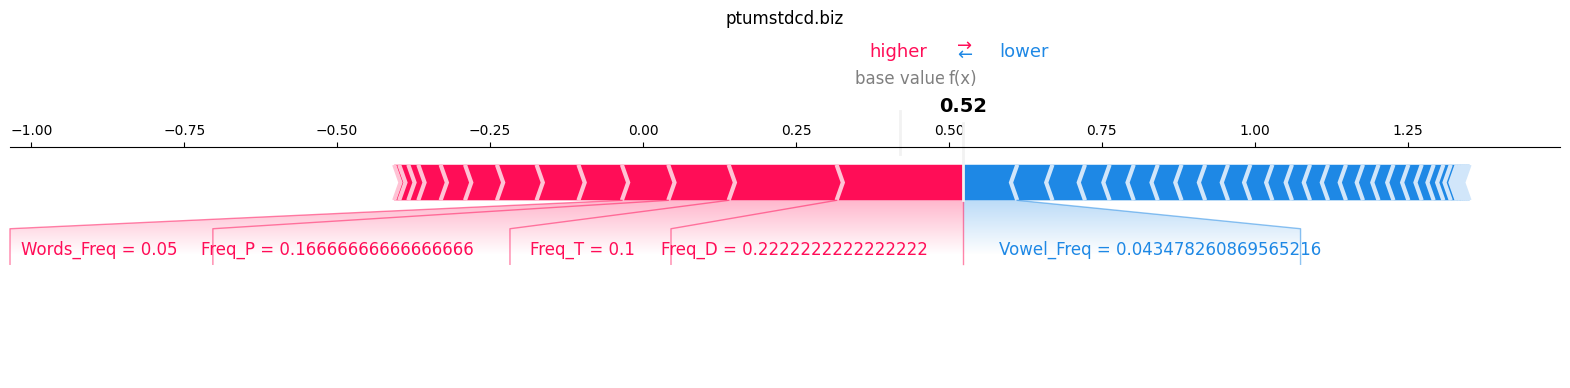 ptumstdcd.biz
higher → lower
←
base value f(x)
0.52
−1.00 −0.75 −0.50 −0.25 0.00 0.25 0.50 0.75 1.00 1.25
Words_Freq = 0.05 Freq_P = 0.16666666666666666 Freq_T = 0.1 Freq_D = 0.2222222222222222 Vowel_Freq = 0.043478260869565216